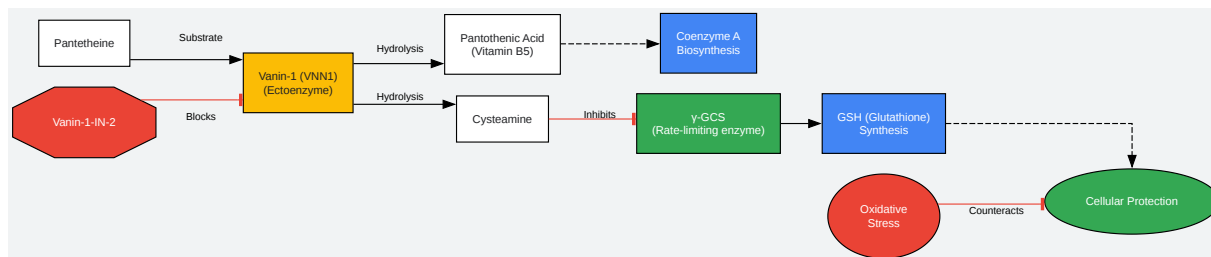 Pantetheine
Substrate
Vanin-1 (VNN1)
(Ectoenzyme)
Vanin-1-IN-2
Blocks
Hydrolysis
Pantothenic Acid
(Vitamin B5)
Coenzyme A
Biosynthesis
Hydrolysis
Cysteamine
Inhibits
γ-GCS
(Rate-limiting enzyme)
GSH (Glutathione)
Synthesis
Oxidative
Stress
Counteracts
Cellular Protection